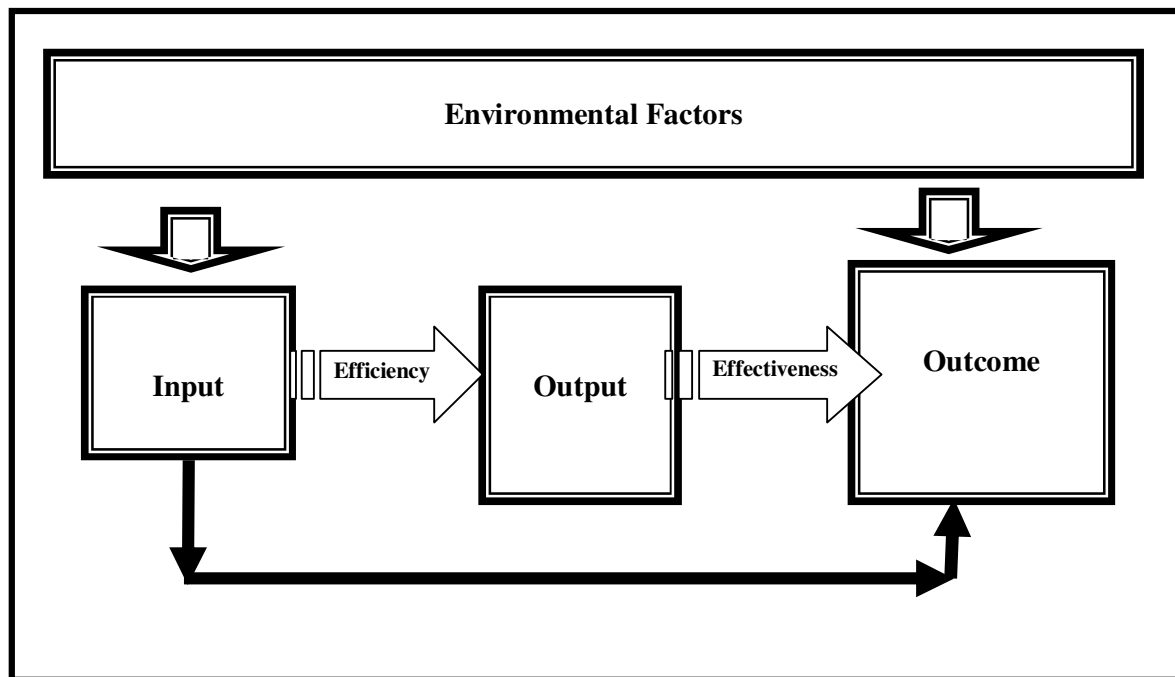 Environmental Factors
Input
Efficiency
Output
Effectiveness
Outcome